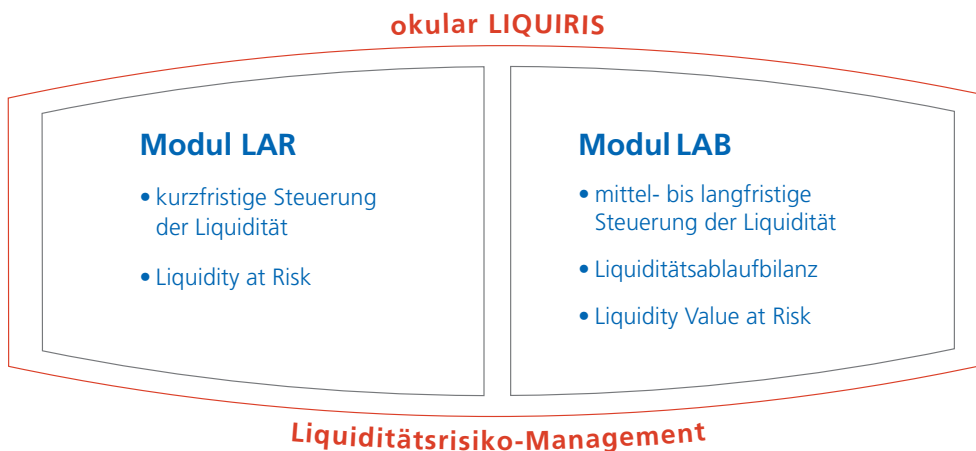 okular LIQUIRIS
Modul LAR
• kurzfristige Steuerung
der Liquidität
• Liquidity at Risk
Modul LAB
• mittel- bis langfristige
Steuerung der Liquidität
• Liquiditätsablaufbilanz
• Liquidity Value at Risk
Liquiditätsrisiko-Management